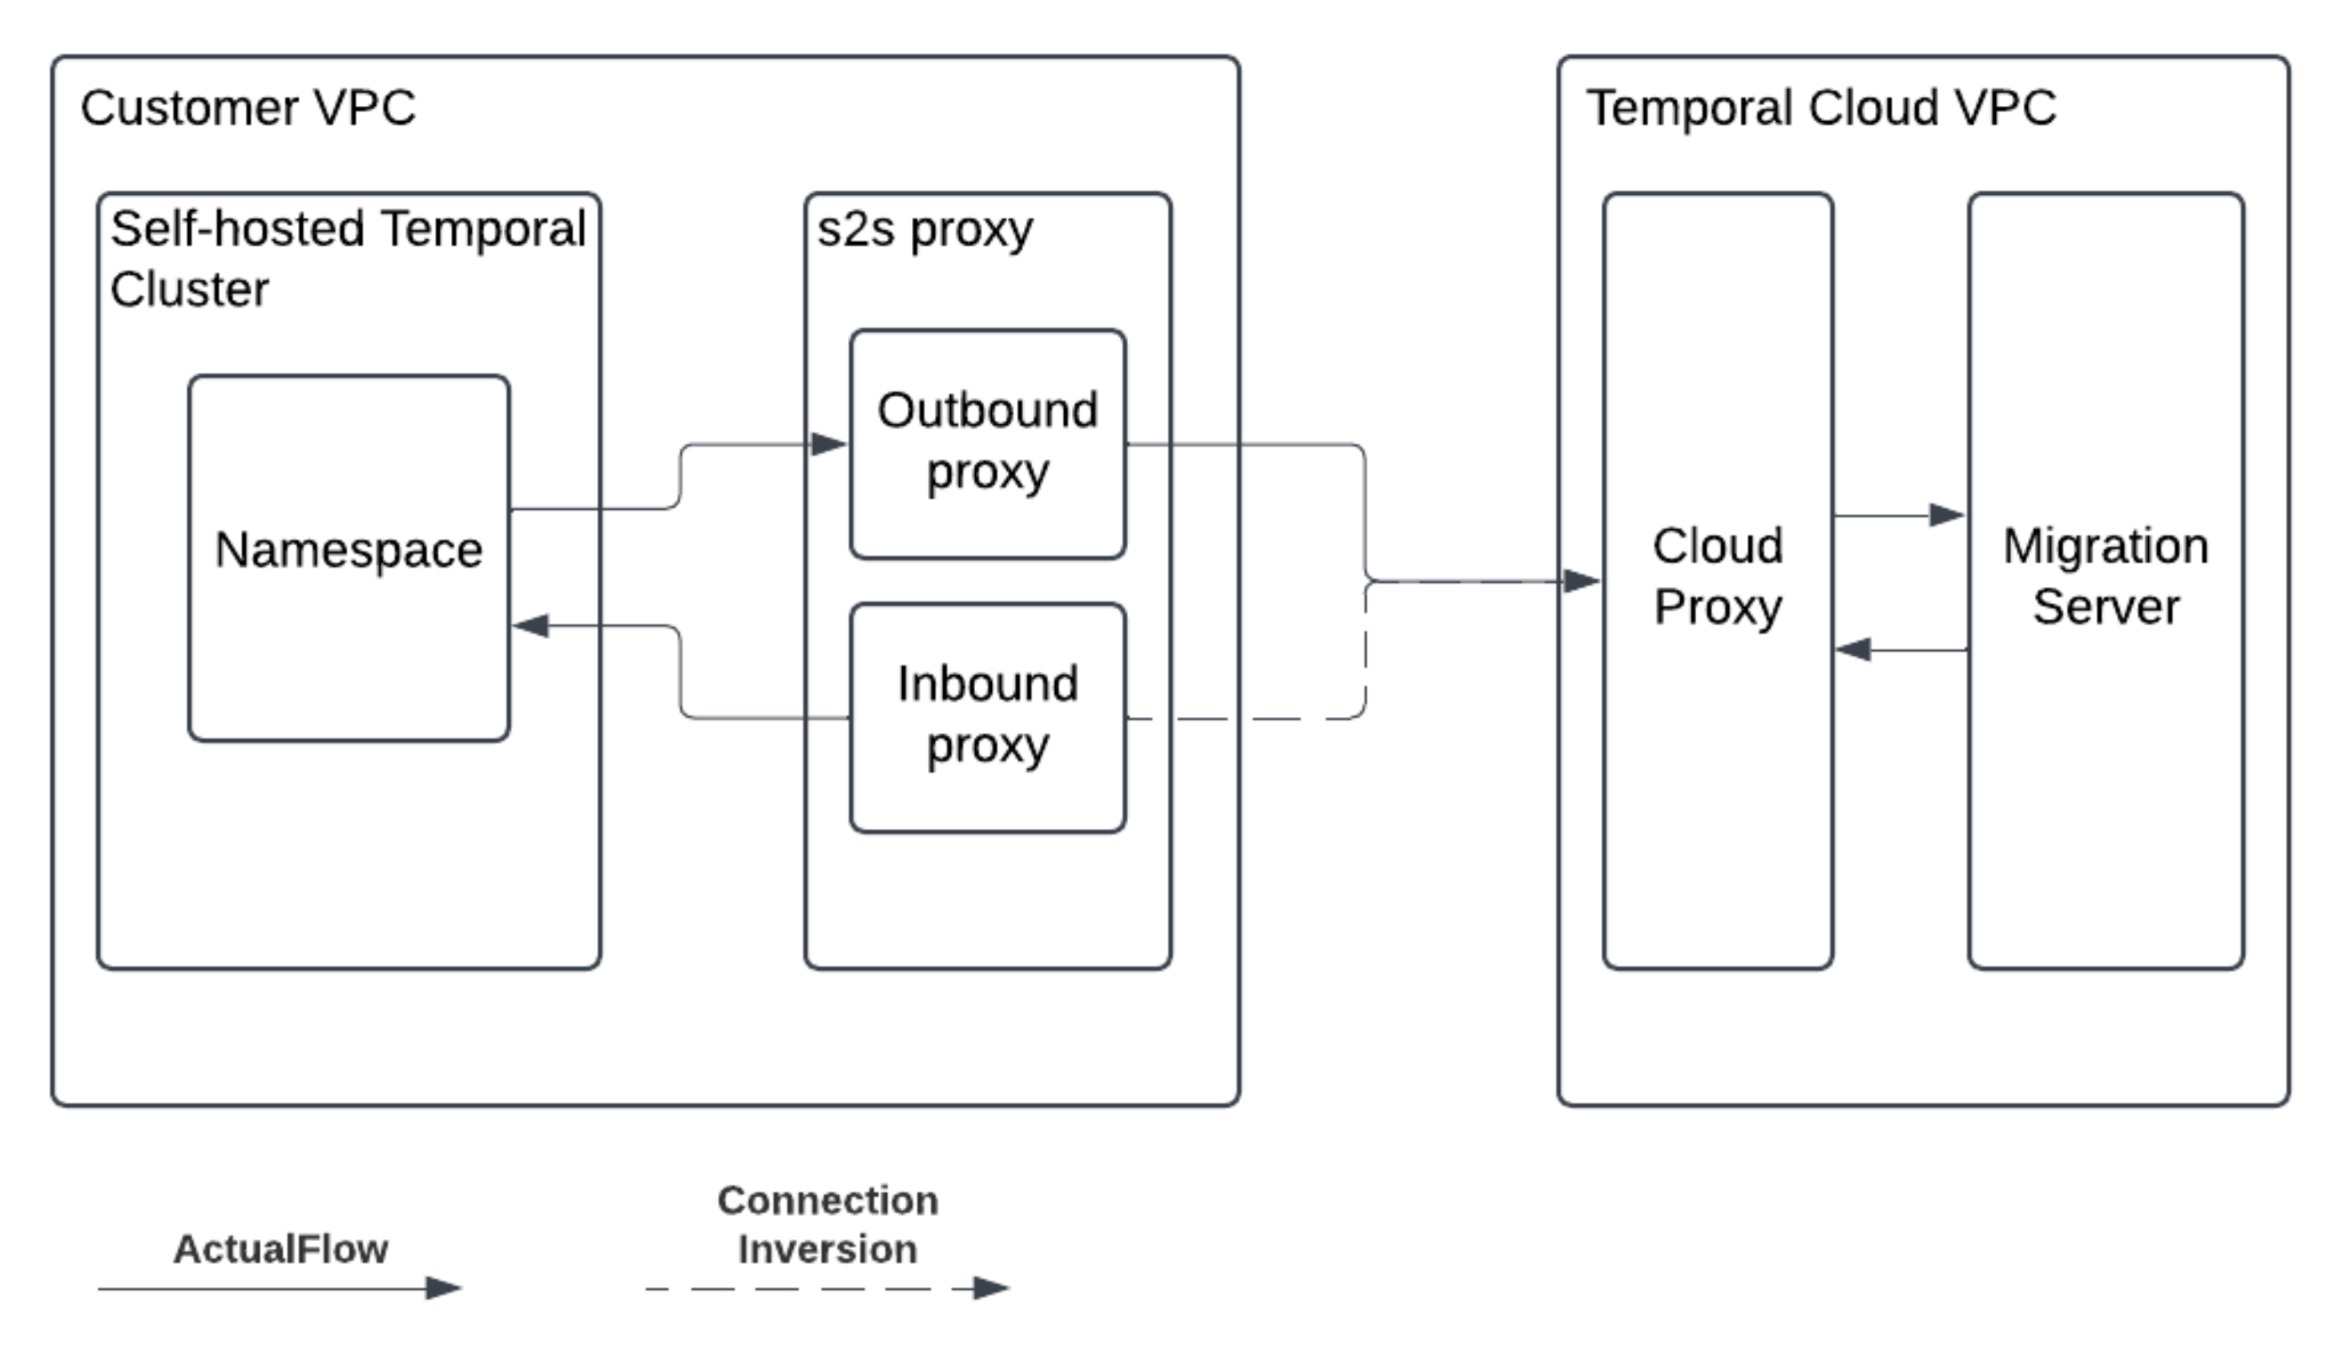 Customer VPC
Self-hosted Temporal
Cluster
Namespace
s2s proxy
Outbound
proxy
Inbound
proxy
Temporal Cloud VPC
Cloud
Proxy
Migration
Server
ActualFlow
Connection
Inversion